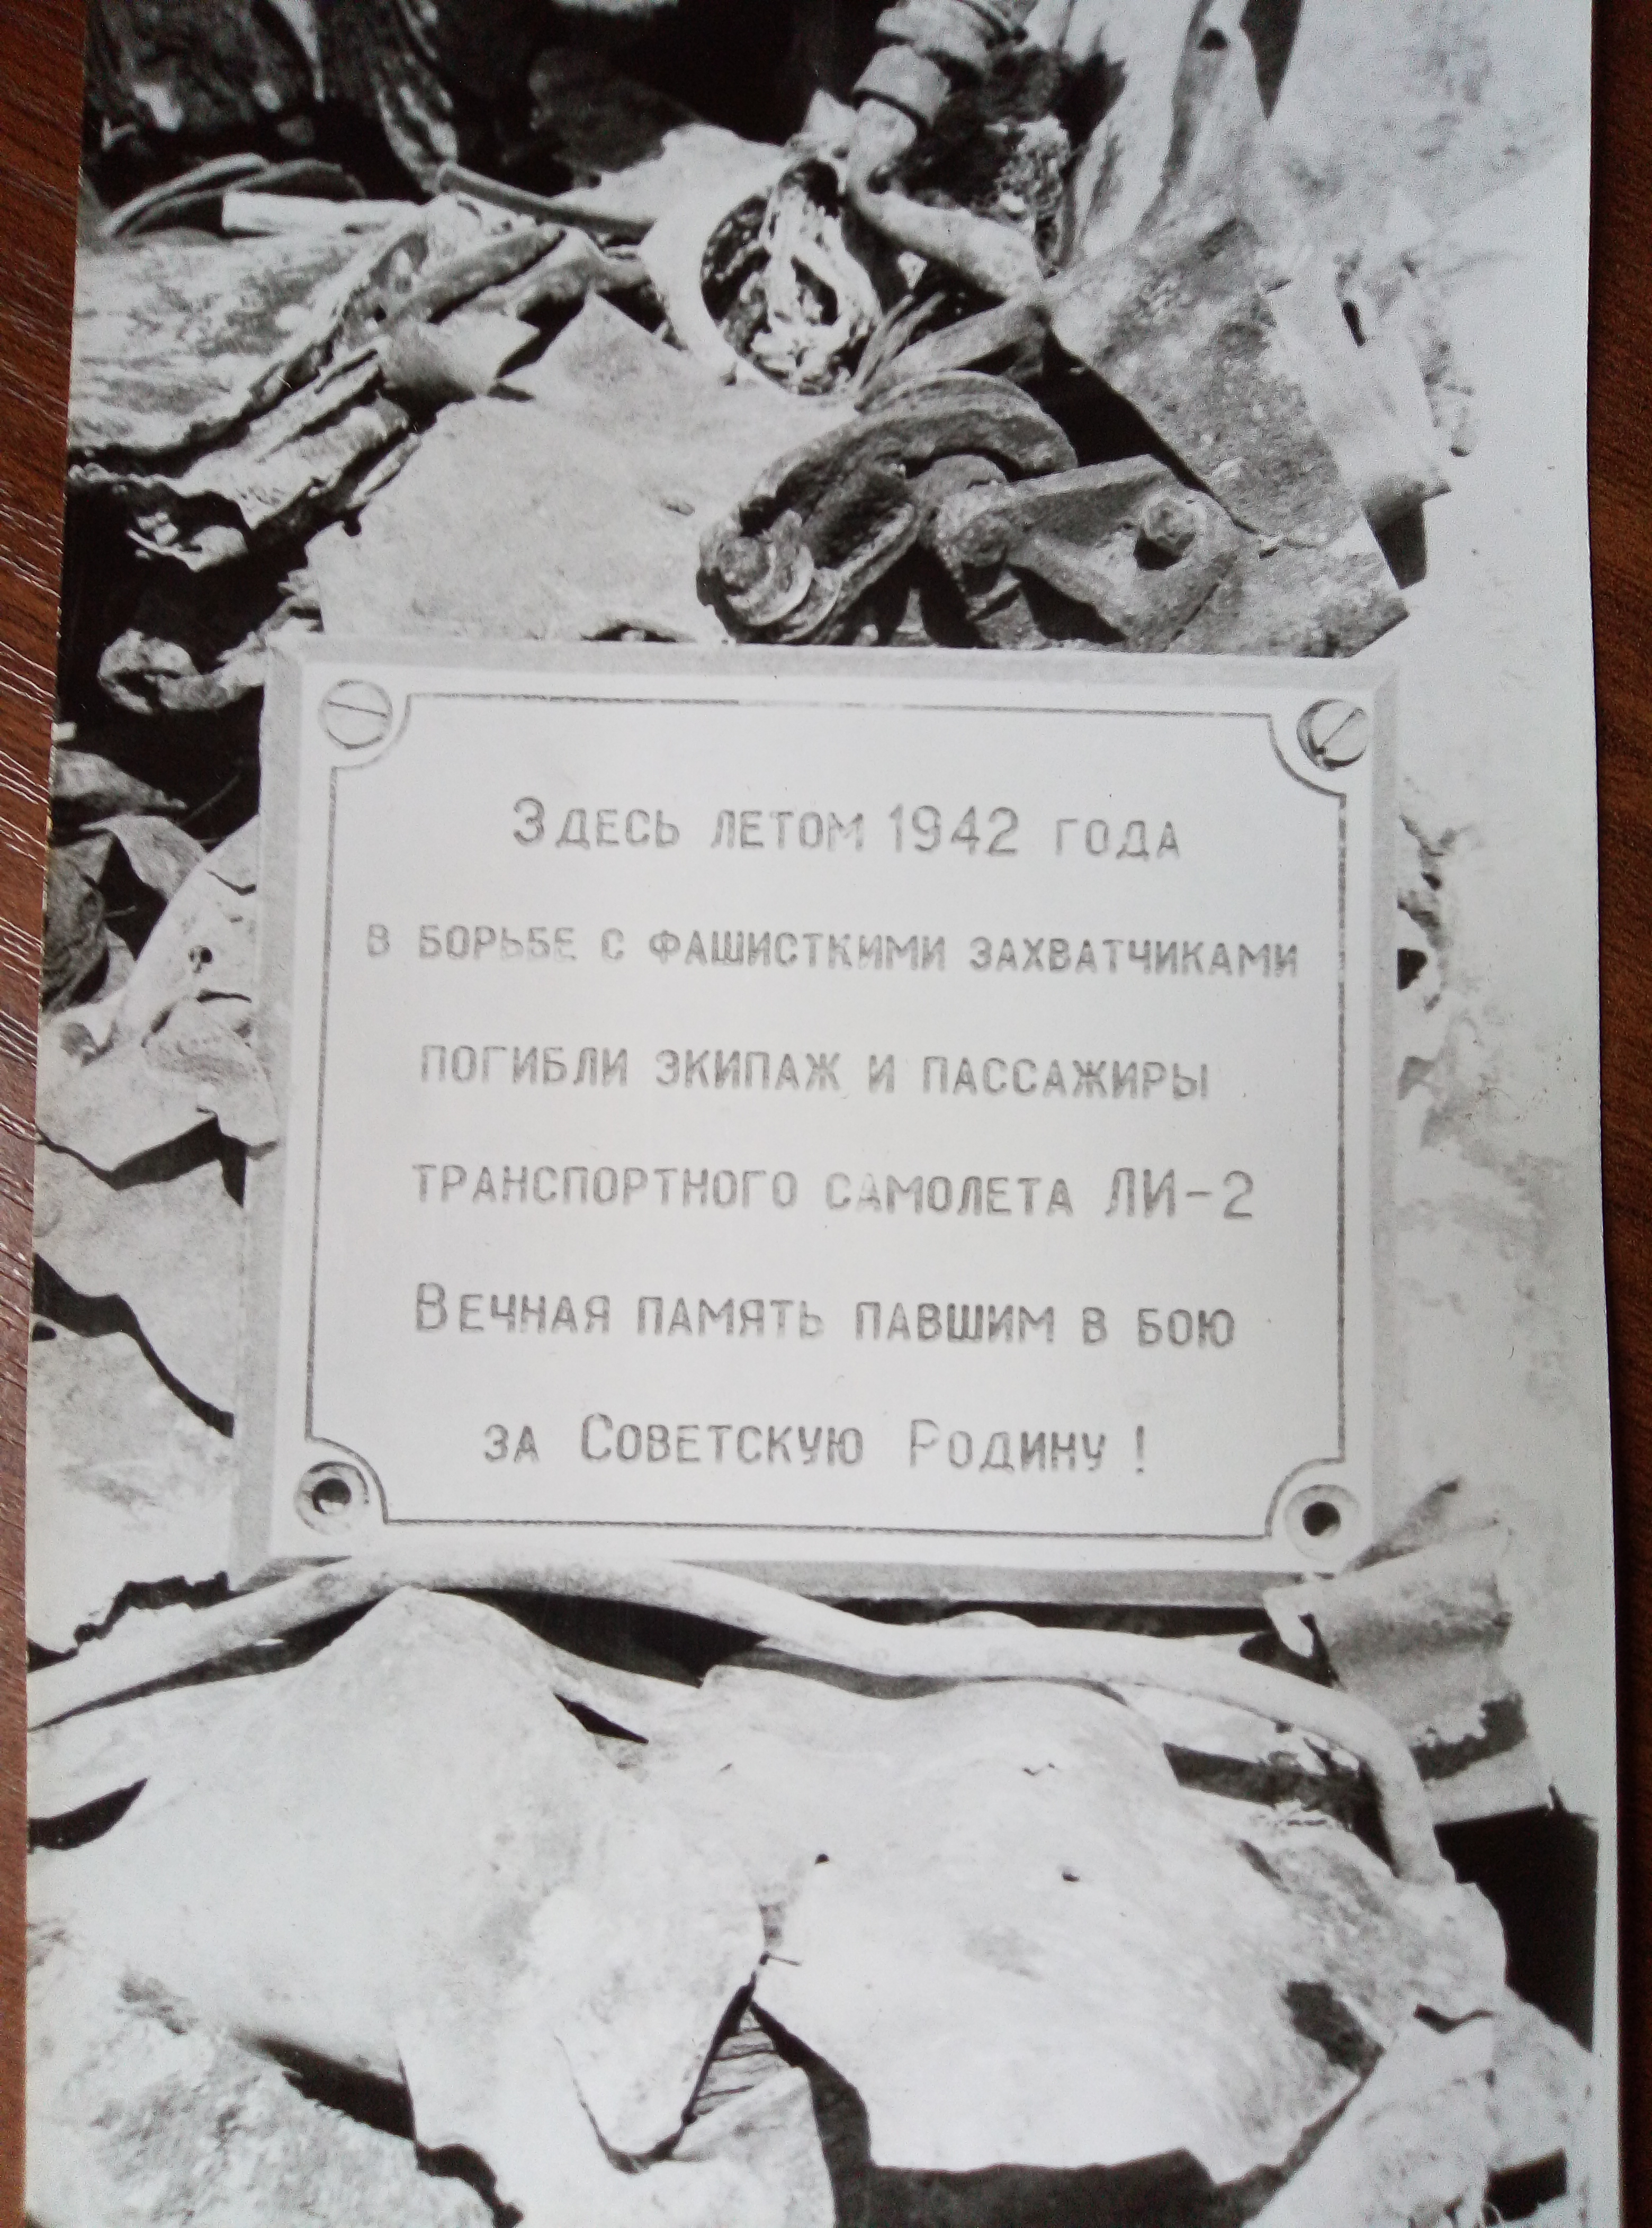 Здесь летом 1942 года
в борьбе с фашисткими захватчиками
погибли экипаж и пассажиры
транспортного самолета ЛИ-2
Вечная память павшим в бою
за Советскую Родину!